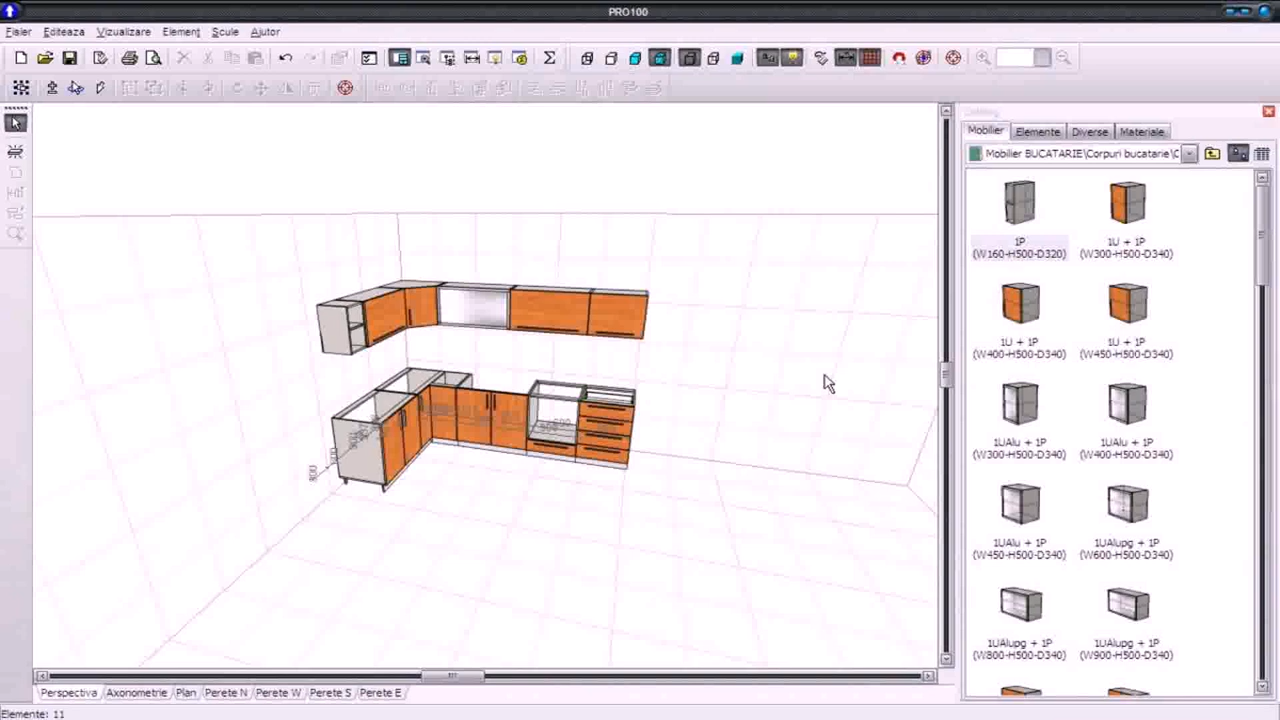 PRO100
Fisier Editeaza Vizualizare Element Scule Ajutor
Mobilier Elemente Diverse Materiale
Mobilier BUCATARIE\Corpuri bucatarie\C
1P 1U + 1P
(W160-H500-D320) (W300-H500-D340)
1U + 1P 1U + 1P
(W400-H500-D340) (W450-H500-D340)
1UAlu + 1P 1UAlu + 1P
(W300-H500-D340) (W400-H500-D340)
1UAlu + 1P 1UAlupg + 1P
(W450-H500-D340) (W600-H500-D340)
1UAlupg + 1P 1UAlupg + 1P
(W800-H500-D340) (W900-H500-D340)
Perspectiva Axonometrie Plan Perete N Perete W Perete S Perete E
Elemente: 11